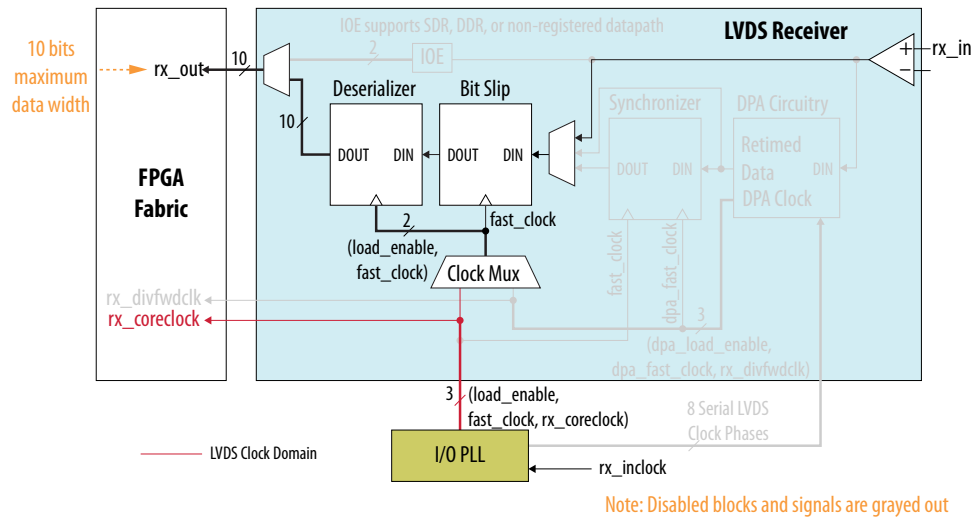 IOE supports SDR, DDR, or non-registered datapath
LVDS Receiver
2
IOE
+
−
rx_in
10 bits
maximum
data width
rx_out
10
10
Deserializer
DOUT
DIN
Bit Slip
DOUT
DIN
Synchronizer
DOUT
DIN
DPA Circuitry
Retimed
Data
DIN
DPA Clock
FPGA
Fabric
2
(load_enable,
fast_clock)
fast_clock
Clock Mux
fast_clock
dpa_fast_clock
3
(dpa_load_enable,
dpa_fast_clock, rx_divfwdclk)
rx_divfwdclk
rx_coreclock
3
(load_enable,
fast_clock, rx_coreclock)
8 Serial LVDS
Clock Phases
I/O PLL
rx_inclock
LVDS Clock Domain
Note: Disabled blocks and signals are grayed out